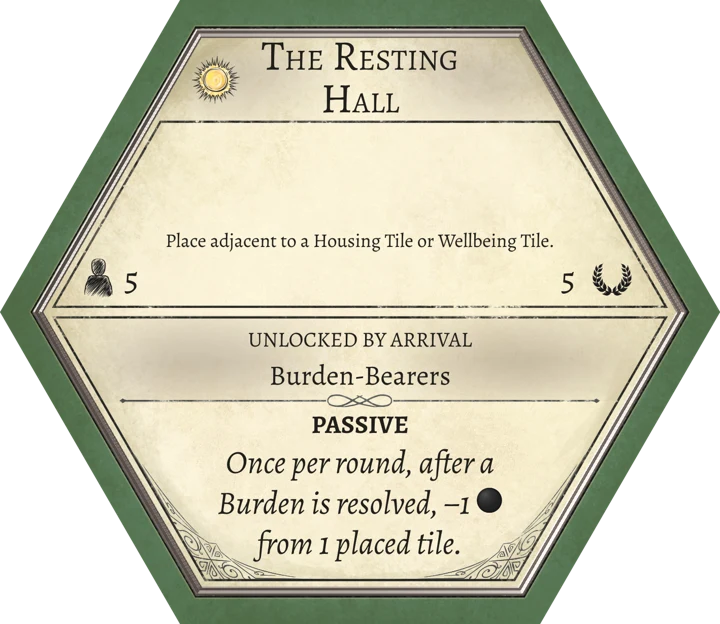 The Resting
Hall
Place adjacent to a Housing Tile or Wellbeing Tile.
5
5
UNLOCKED BY ARRIVAL
Burden-Bearers
PASSIVE
Once per round, after a
Burden is resolved, –1
from 1 placed tile.